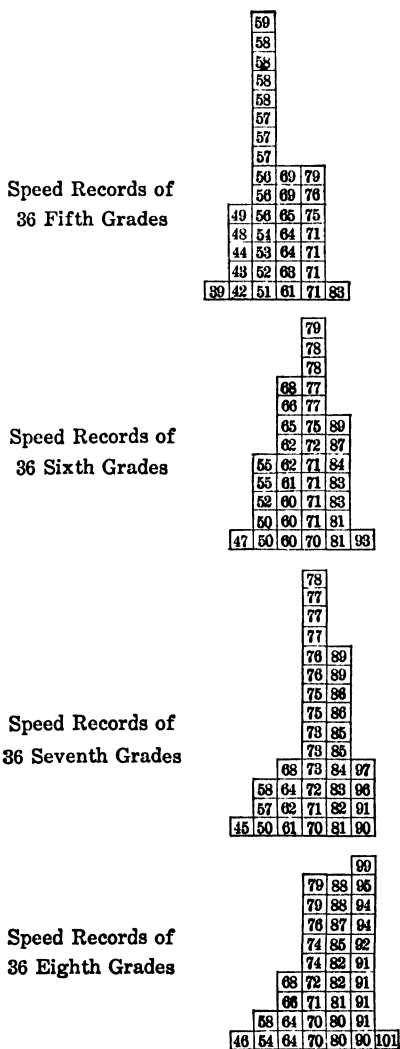 59
58
58
58
58
57
57
57
56 69 79
56 69 76
Speed Records of
36 Fifth Grades
49 56 65 75
48 54 64 71
44 53 64 71
43 52 63 71
39 42 51 61 71 83
79
78
78
68 77
66 77
65 75 89
Speed Records of
36 Sixth Grades
62 72 87
55 62 71 84
55 61 71 83
52 60 71 83
50 60 71 81
47 50 60 70 81 93
78
77
77
77
76 89
76 89
75 86
75 86
Speed Records of
36 Seventh Grades
73 85
73 85
68 73 84 97
58 64 72 83 96
57 62 71 82 91
45 50 61 70 81 90
99
79 88 95
79 88 94
76 87 94
Speed Records of
36 Eighth Grades
74 85 92
74 82 91
68 72 82 91
66 71 81 91
58 64 70 80 91
46 54 64 70 80 90 101